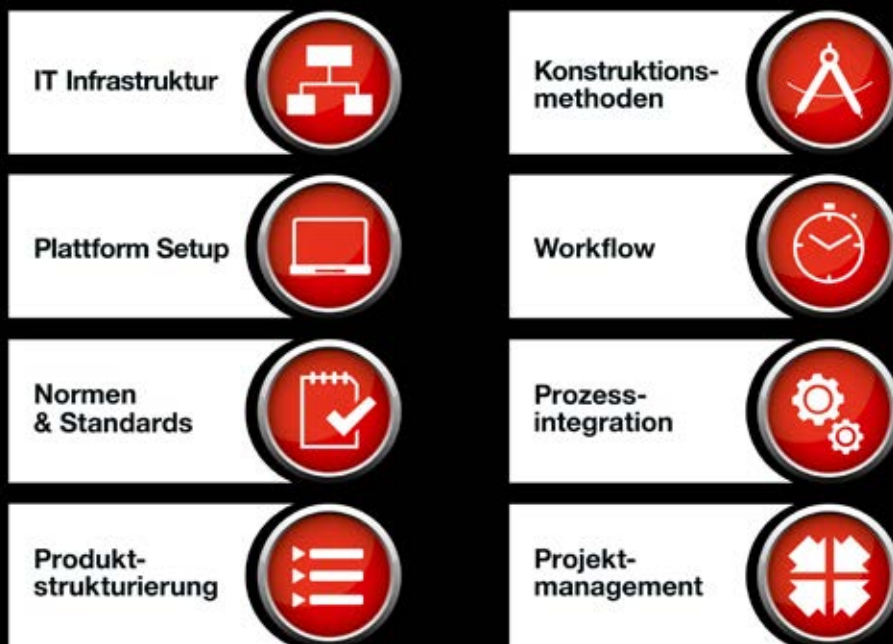 IT Infrastruktur
Plattform Setup
Normen
& Standards
Produkt-
strukturierung
Konstruktions-
methoden
Workflow
Prozess-
integration
Projekt-
management